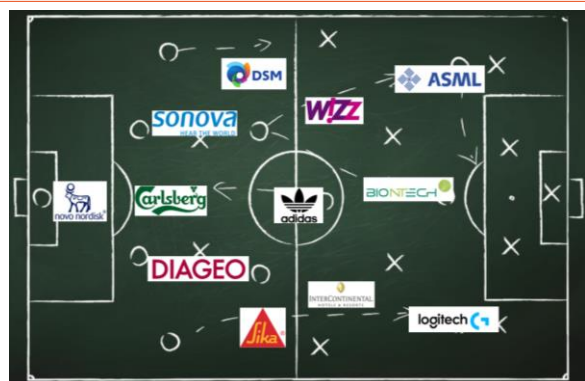 DSM
ASML
WIZZ
sonova
HEAR THE WORLD
BIONTECH
novo nordisk®
Carlsberg
adidas
DIAGEO
INTERCONTINENTAL
HOTELS & RESORTS
Sika
logitech